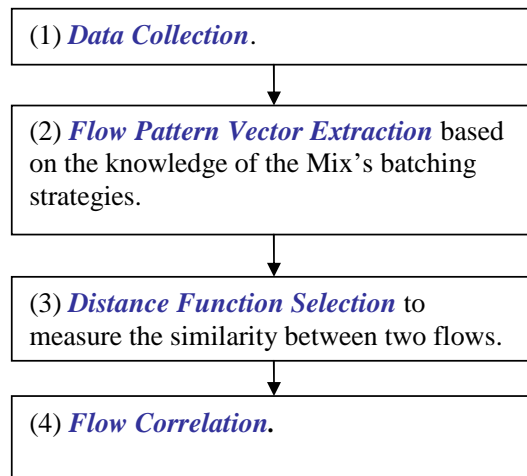 (1) Data Collection.
(2) Flow Pattern Vector Extraction based
on the knowledge of the Mix’s batching
strategies.
(3) Distance Function Selection to
measure the similarity between two flows.
(4) Flow Correlation.